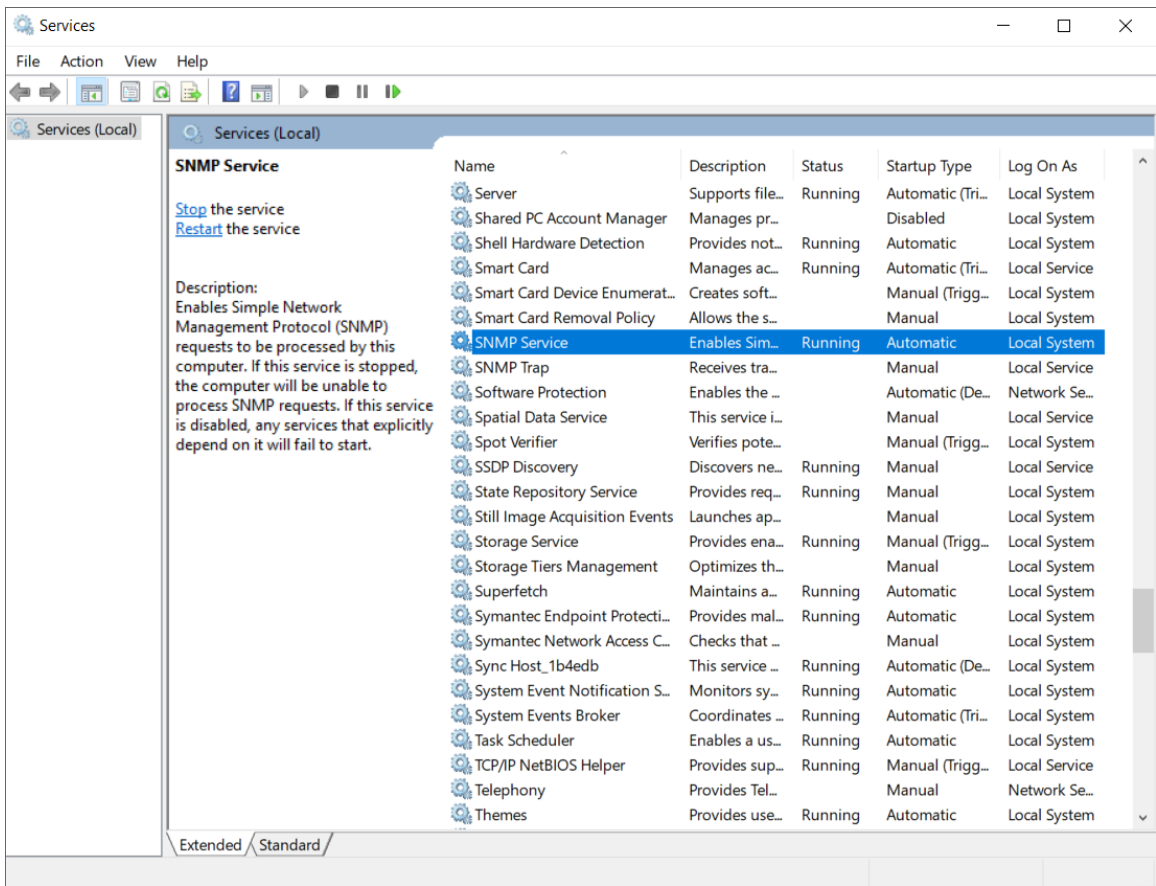 Services
File Action View Help
Services (Local)
Services (Local)
SNMP Service
Stop the service
Restart the service
Description:
Enables Simple Network
Management Protocol (SNMP)
requests to be processed by this
computer. If this service is stopped,
the computer will be unable to
process SNMP requests. If this service
is disabled, any services that explicitly
depend on it will fail to start.
Name Description Status Startup Type Log On As
Server Supports file... Running Automatic (Tri... Local System
Shared PC Account Manager Manages pr... Disabled Local System
Shell Hardware Detection Provides not... Running Automatic Local System
Smart Card Manages ac... Running Automatic (Tri... Local Service
Smart Card Device Enumerat... Creates soft... Manual (Trigg... Local System
Smart Card Removal Policy Allows the s... Manual Local System
SNMP Service Enables Sim... Running Automatic Local System
SNMP Trap Receives tra... Manual Local Service
Software Protection Enables the ... Automatic (De... Network Se...
Spatial Data Service This service i... Manual Local Service
Spot Verifier Verifies pote... Manual (Trigg... Local System
SSDP Discovery Discovers ne... Running Manual Local Service
State Repository Service Provides req... Running Manual Local System
Still Image Acquisition Events Launches ap... Manual Local System
Storage Service Provides ena... Running Manual (Trigg... Local System
Storage Tiers Management Optimizes th... Manual Local System
Superfetch Maintains a... Running Automatic Local System
Symantec Endpoint Protecti... Provides mal... Running Automatic Local System
Symantec Network Access C... Checks that ... Manual Local System
Sync Host_1b4edb This service ... Running Automatic (De... Local System
System Event Notification S... Monitors sy... Running Automatic Local System
System Events Broker Coordinates ... Running Automatic (Tri... Local System
Task Scheduler Enables a us... Running Automatic Local System
TCP/IP NetBIOS Helper Provides sup... Running Manual (Trigg... Local Service
Telephony Provides Tel... Manual Network Se...
Themes Provides use... Running Automatic Local System
Extended Standard